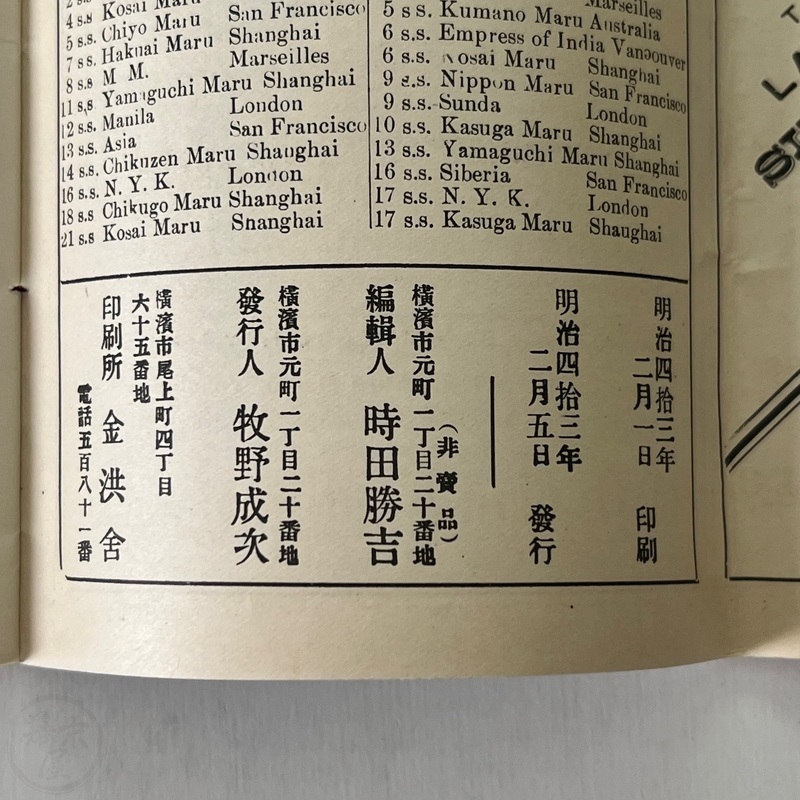 4 s.s Kosai Maru
5 s.s. Chiyo Maru San Francisco
7 s s. Hakuai Maru Shanghai
8 s.s M M. Marseilles
11 s.s Yamaguchi Maru Shanghai
12 s.s. Manila London
13 s.s. Asia San Francisco
14 s.s. Chikuzen Maru Shaughai
16 s.s. N. Y. K. London
18 s.s Chikugo Maru Shanghai
21 s.s Kosai Maru Snanghai
Marseilles
5 s.s. Kumano Maru Australia
6 s.s. Empress of India Vancouver
6 s.s. Kosai Maru Shanghai
9 s.s. Nippon Maru San Francisco
9 s.s. Sunda London
10 s.s. Kasuga Maru Shanghai
13 s.s. Yamaguchi Maru Shanghai
16 s.s. Siberia San Francisco
17 s.s. N. Y. K. London
17 s.s. Kasuga Maru Shaughai
明治四拾三年
二月一日 印刷
明治四拾三年
二月五日 發行
(非賣品)
橫濱市元町一丁目二十番地
編輯人 時田勝吉
橫濱市元町一丁目二十番地
發行人 牧野成次
橫濱市尾上町四丁目
六十五番地
印刷所 金洪舍
電話五百八十一番